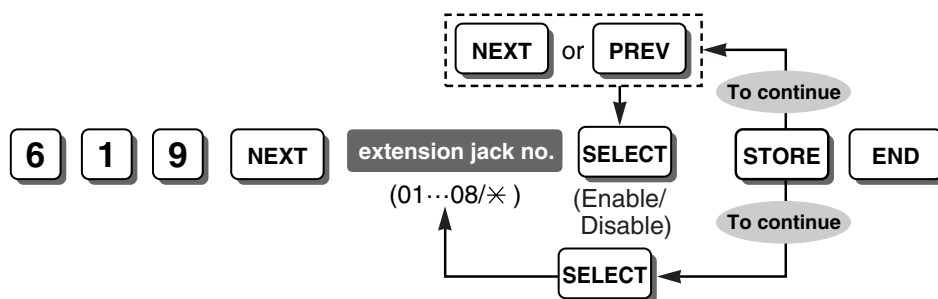 NEXT or PREV
To continue
6 1 9 NEXT extension jack no. SELECT STORE END
(01···08/✳)
(Enable/
Disable)
To continue
SELECT